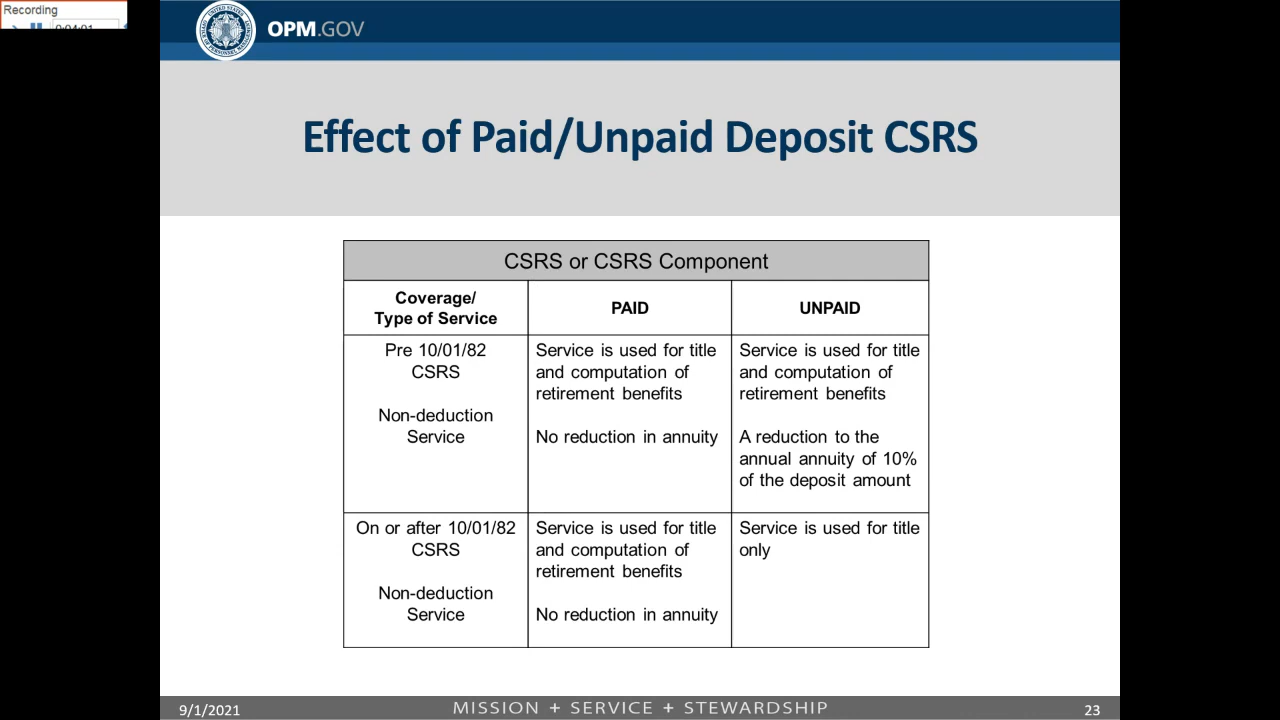 Recording
0:04:01
OPM.GOV
Effect of Paid/Unpaid Deposit CSRS
CSRS or CSRS Component
Coverage/
Type of Service
PAID
UNPAID
Pre 10/01/82
CSRS
Non-deduction
Service
Service is used for title
and computation of
retirement benefits
No reduction in annuity
Service is used for title
and computation of
retirement benefits
A reduction to the
annual annuity of 10%
of the deposit amount
On or after 10/01/82
CSRS
Non-deduction
Service
Service is used for title
and computation of
retirement benefits
No reduction in annuity
Service is used for title
only
9/1/2021
MISSION + SERVICE + STEWARDSHIP
23